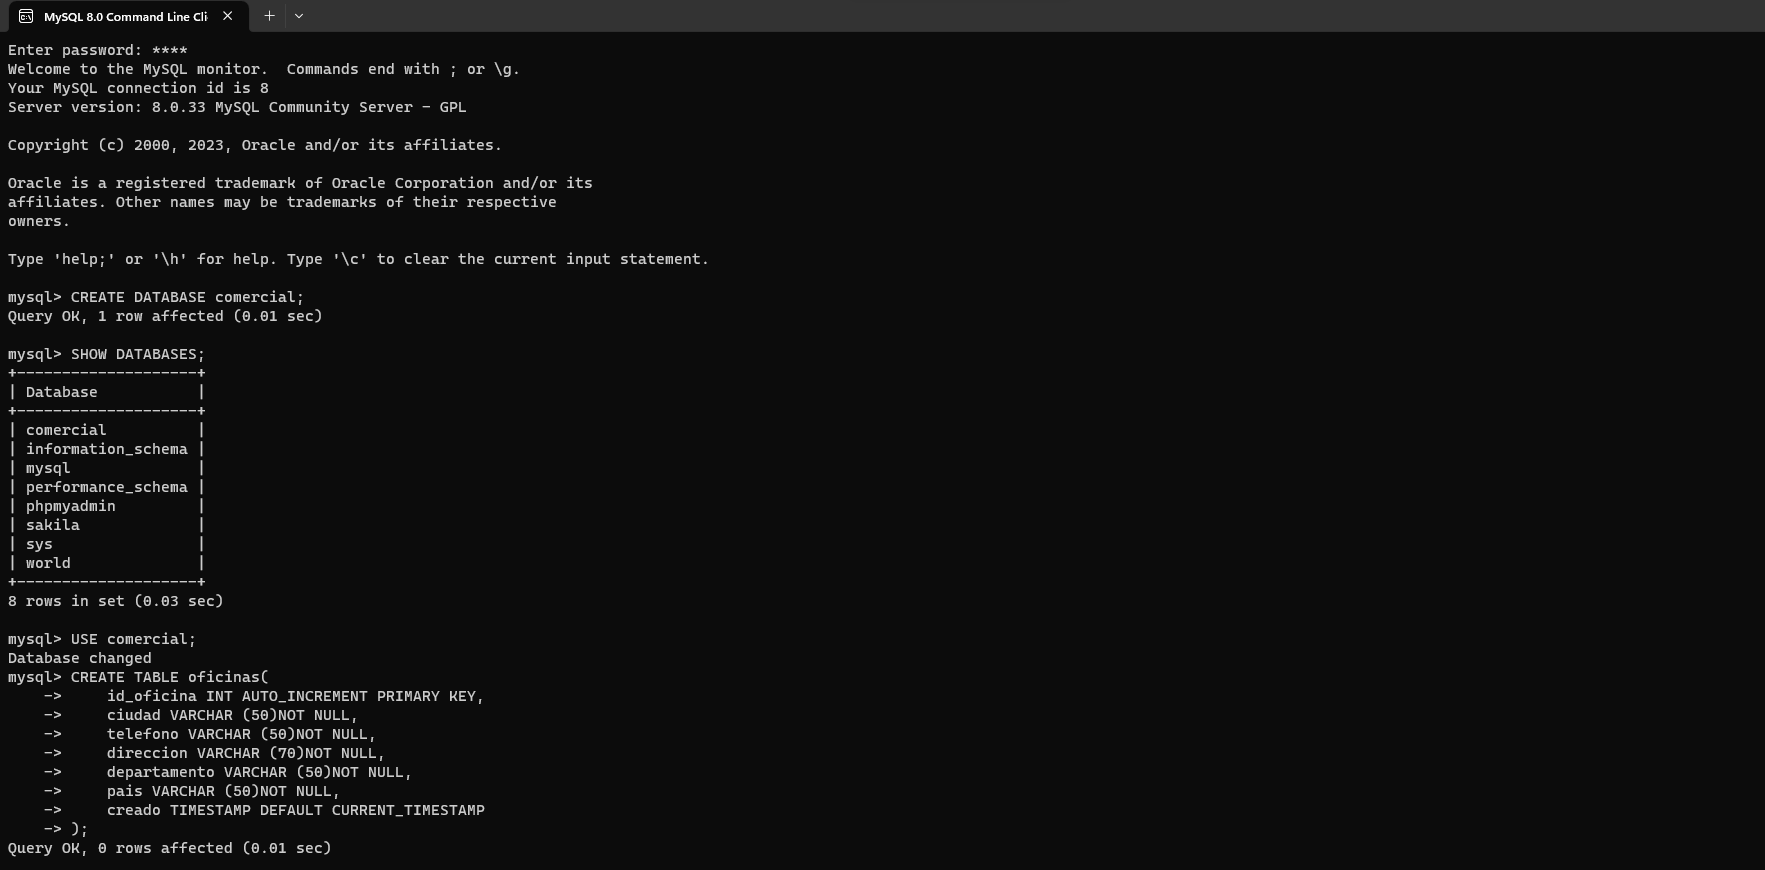 MySQL 8.0 Command Line Cli
Enter password: ****
Welcome to the MySQL monitor.  Commands end with ; or \g.
Your MySQL connection id is 8
Server version: 8.0.33 MySQL Community Server - GPL

Copyright (c) 2000, 2023, Oracle and/or its affiliates.

Oracle is a registered trademark of Oracle Corporation and/or its
affiliates. Other names may be trademarks of their respective
owners.

Type 'help;' or '\h' for help. Type '\c' to clear the current input statement.

mysql> CREATE DATABASE comercial;
Query OK, 1 row affected (0.01 sec)

mysql> SHOW DATABASES;
+--------------------+
| Database           |
+--------------------+
| comercial          |
| information_schema |
| mysql              |
| performance_schema |
| phpmyadmin         |
| sakila             |
| sys                |
| world              |
+--------------------+
8 rows in set (0.03 sec)

mysql> USE comercial;
Database changed
mysql> CREATE TABLE oficinas(
    ->     id_oficina INT AUTO_INCREMENT PRIMARY KEY,
    ->     ciudad VARCHAR (50)NOT NULL,
    ->     telefono VARCHAR (50)NOT NULL,
    ->     direccion VARCHAR (70)NOT NULL,
    ->     departamento VARCHAR (50)NOT NULL,
    ->     pais VARCHAR (50)NOT NULL,
    ->     creado TIMESTAMP DEFAULT CURRENT_TIMESTAMP
    -> );
Query OK, 0 rows affected (0.01 sec)